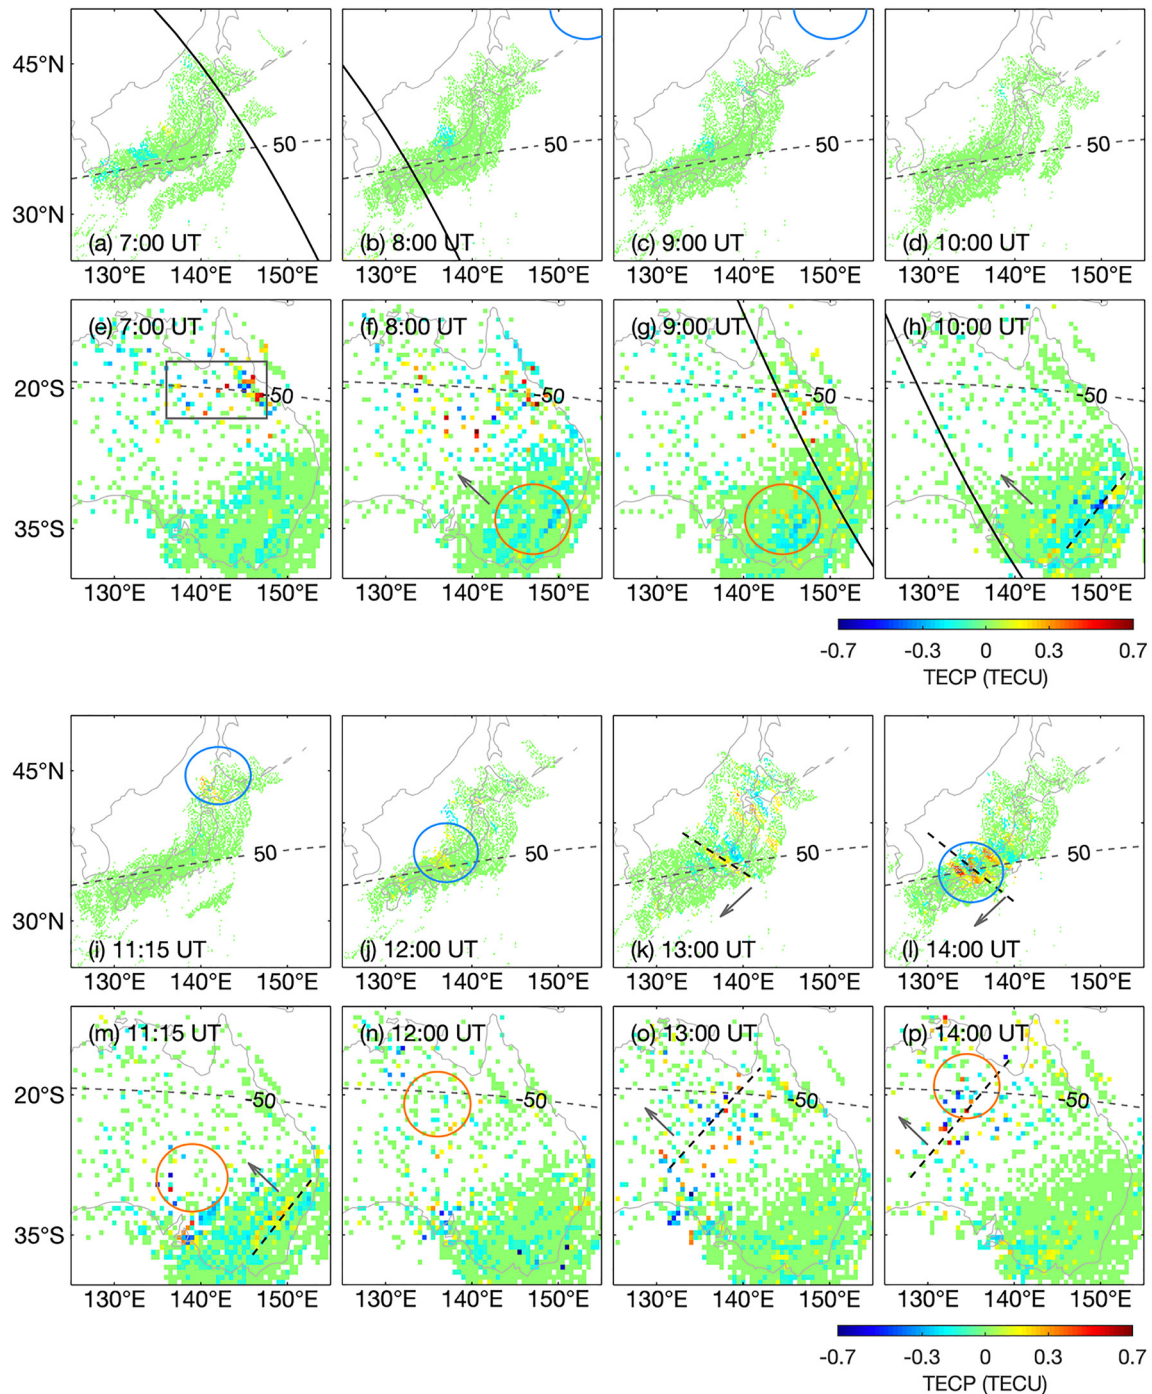 45°N
30°N
50
50
50
50
(a) 7:00 UT
(b) 8:00 UT
(c) 9:00 UT
(d) 10:00 UT
130°E 140°E 150°E
130°E 140°E 150°E
130°E 140°E 150°E
130°E 140°E 150°E
(e) 7:00 UT
(f) 8:00 UT
(g) 9:00 UT
(h) 10:00 UT
20°S
35°S
-50
-50
-50
-50
130°E 140°E 150°E
130°E 140°E 150°E
130°E 140°E 150°E
130°E 140°E 150°E
-0.7 -0.3 0 0.3 0.7
TECP (TECU)
45°N
30°N
50
50
50
50
(i) 11:15 UT
(j) 12:00 UT
(k) 13:00 UT
(l) 14:00 UT
130°E 140°E 150°E
130°E 140°E 150°E
130°E 140°E 150°E
130°E 140°E 150°E
(m) 11:15 UT
(n) 12:00 UT
(o) 13:00 UT
(p) 14:00 UT
20°S
35°S
-50
-50
-50
-50
130°E 140°E 150°E
130°E 140°E 150°E
130°E 140°E 150°E
130°E 140°E 150°E
-0.7 -0.3 0 0.3 0.7
TECP (TECU)